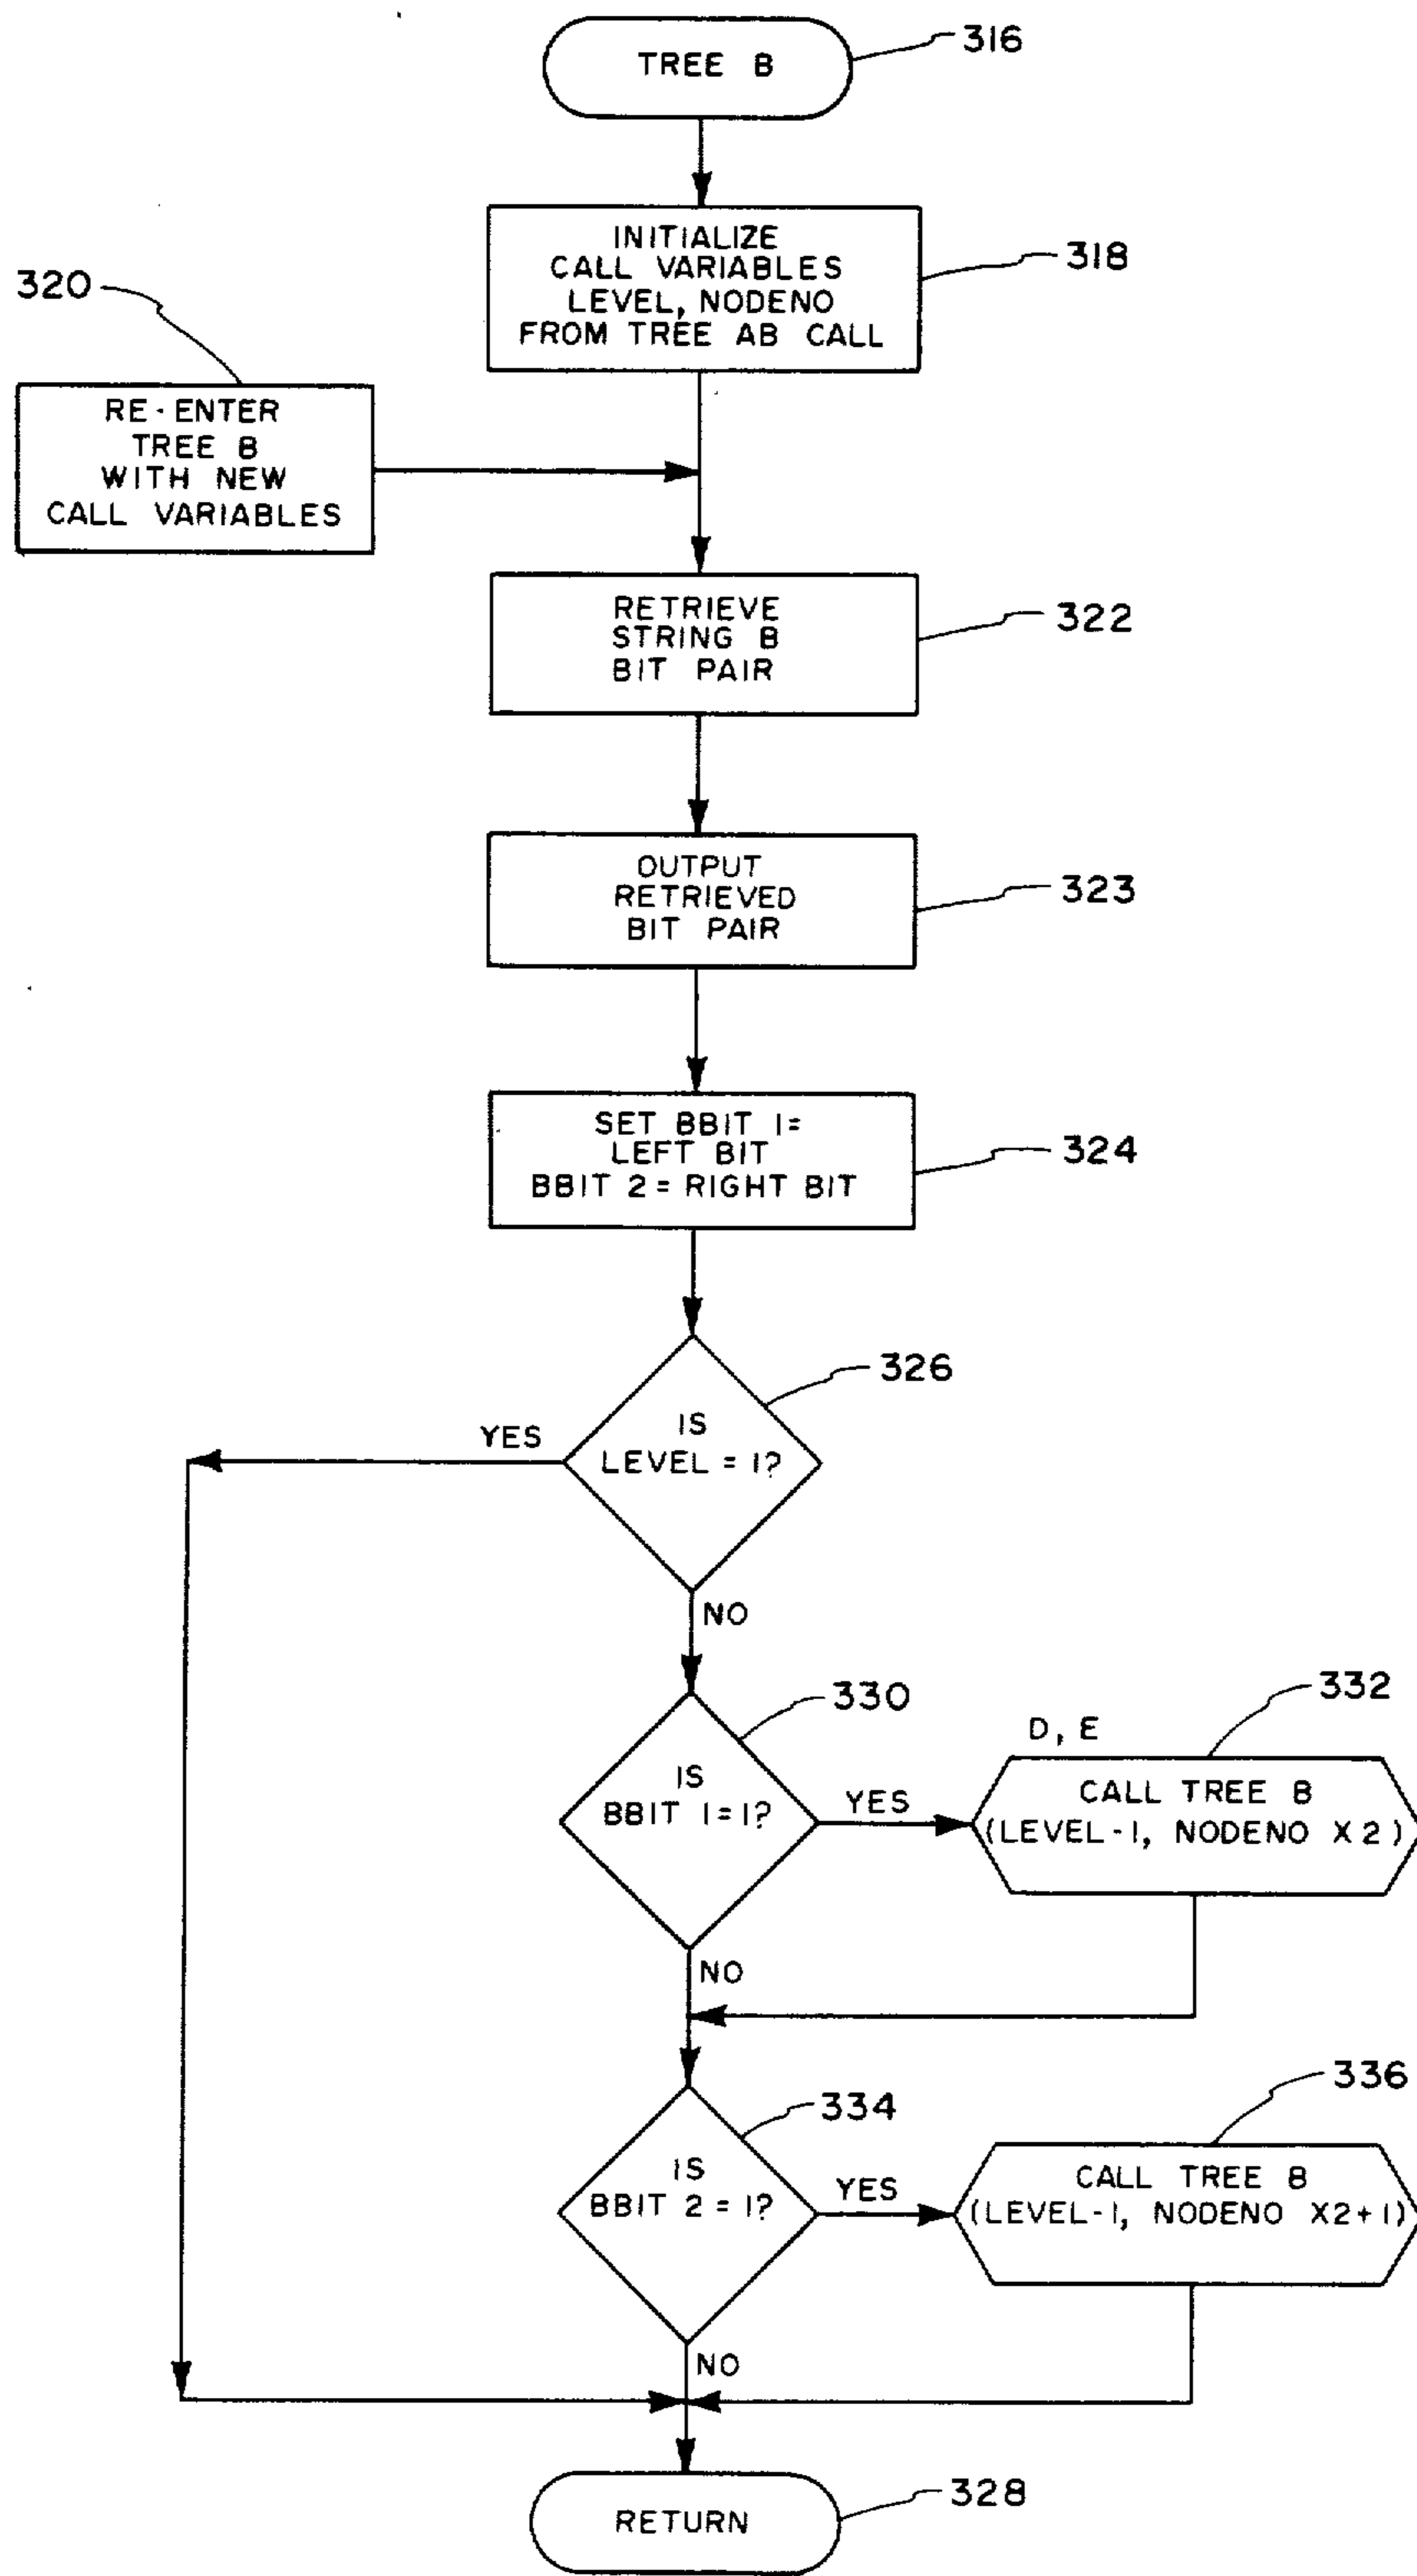 TREE B
316
INITIALIZE
CALL VARIABLES
LEVEL, NODENO
FROM TREE AB CALL
318
320
RE-ENTER
TREE B
WITH NEW
CALL VARIABLES
RETRIEVE
STRING B
BIT PAIR
322
OUTPUT
RETRIEVED
BIT PAIR
323
SET BBIT 1=
LEFT BIT
BBIT 2 = RIGHT BIT
324
326
IS
LEVEL = 1?
YES
NO
330
IS
BBIT 1=1?
YES
332
D, E
CALL TREE B
(LEVEL-1, NODENO X2)
NO
334
IS
BBIT 2 = 1?
YES
336
CALL TREE B
(LEVEL-1, NODENO X2+1)
NO
RETURN
328